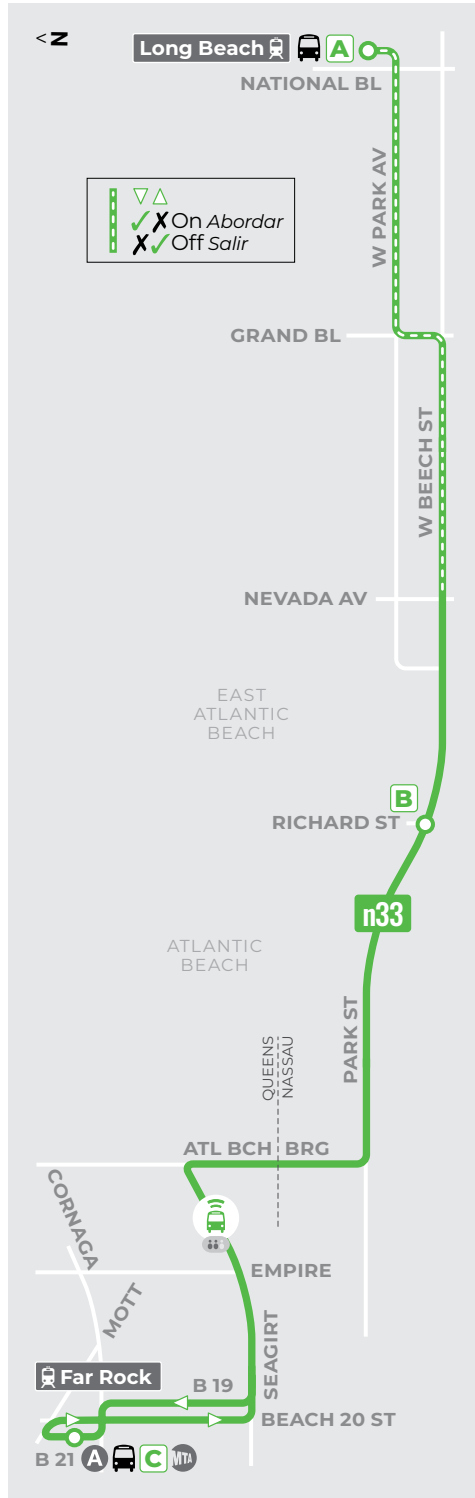 < N
Long Beach A
NATIONAL BL
W PARK AV
On Abordar
Off Salir
GRAND BL
W BEECH ST
NEVADA AV
EAST
ATLANTIC
BEACH
B
RICHARD ST
n33
ATLANTIC
BEACH
PARK ST
QUEENS
NASSAU
ATL BCH BRG
CORNAGA
MOTT
EMPIRE
SEAGIRT
Far Rock
B 19
BEACH 20 ST
B 21 A C MTA